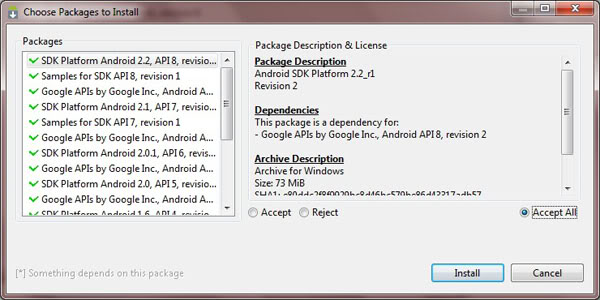 Choose Packages to Install
Packages
SDK Platform Android 2.2, API 8, revisio...
Samples for SDK API 8, revision 1
Google APIs by Google Inc., Android A...
SDK Platform Android 2.1, API 7, revisio...
Samples for SDK API 7, revision 1
Google APIs by Google Inc., Android A...
SDK Platform Android 2.0.1, API 6, revisi...
Google APIs by Google Inc., Android A...
SDK Platform Android 2.0, API 5, revisio...
Google APIs by Google Inc., Android A...
SDK Platform Android 1.6, API 4, revisio...
Package Description & License
Package Description
Android SDK Platform 2.2_r1
Revision 2
Dependencies
This package is a dependency for:
- Google APIs by Google Inc., Android API 8, revision 2
Archive Description
Archive for Windows
Size: 73 MiB
SHA1:
Accept
Reject
Accept All
[*] Something depends on this package
Install
Cancel